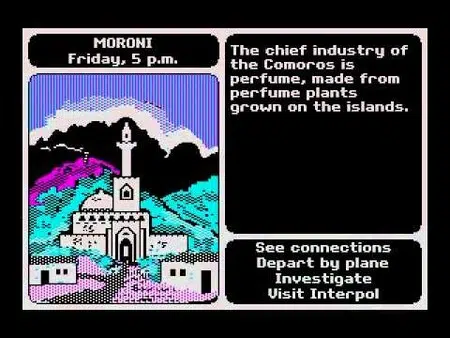 MORONI
Friday, 5 p.m.
The chief industry of
the Comoros is
perfume, made from
perfume plants
grown on the islands.
See connections
Depart by plane
Investigate
Visit Interpol